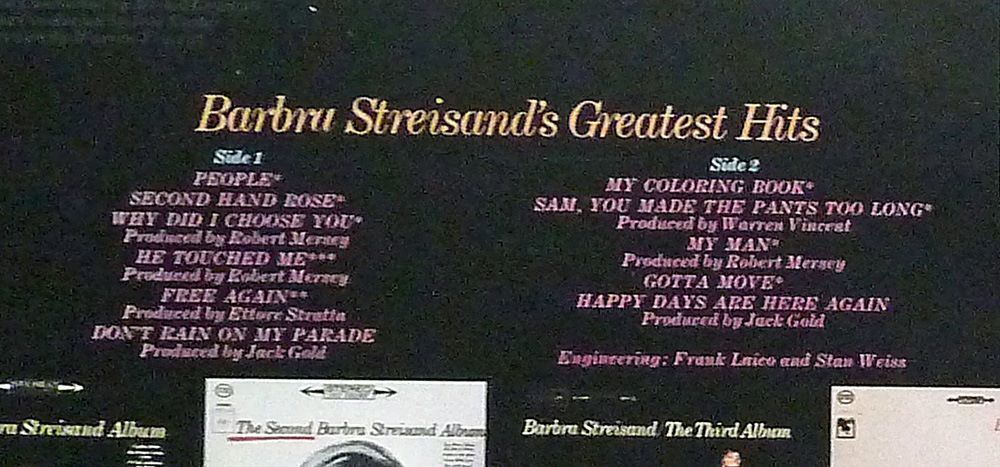 Barbra Streisand's Greatest Hits
Side 1
PEOPLE*
SECOND HAND ROSE*
WHY DID I CHOOSE YOU*
Produced by Robert Mersey
HE TOUCHED ME***
Produced by Robert Mersey
FREE AGAIN**
Produced by Ettore Stratta
DON'T RAIN ON MY PARADE
Produced by Jack Gold
Side 2
MY COLORING BOOK*
SAM, YOU MADE THE PANTS TOO LONG*
Produced by Warren Vincent
MY MAN*
Produced by Robert Mersey
GOTTA MOVE*
HAPPY DAYS ARE HERE AGAIN
Produced by Jack Gold
Engineering: Frank Laico and Stan Weiss
ra Streisand Album
The Second Barbra Streisand Album
Barbra Streisand/The Third Album